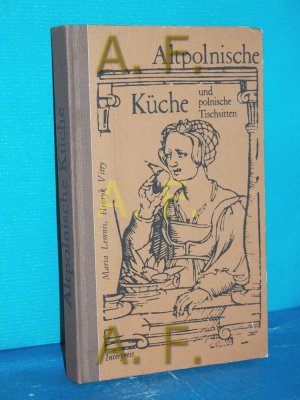 A. F.
Altpolnische
Küche
und
polnische
Tischsitten
Maria Lemnis, Henryk Vitry
A. F.
Interpress
A. F.
Altpolnische Küche